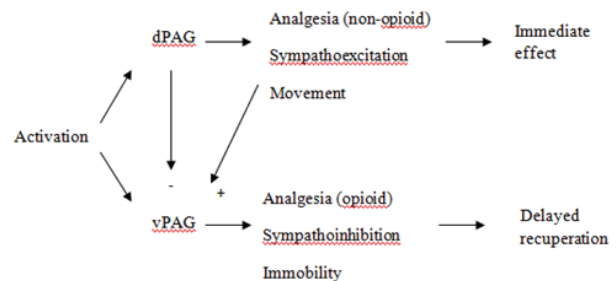 Analgesia (non-opioid)
Immediate
dPAG
effect
Sympathoexcitation
Movement
Activation
-
+
Analgesia (opioid)
Delayed
vPAG
recuperation
Sympathoinhibition
Immobility